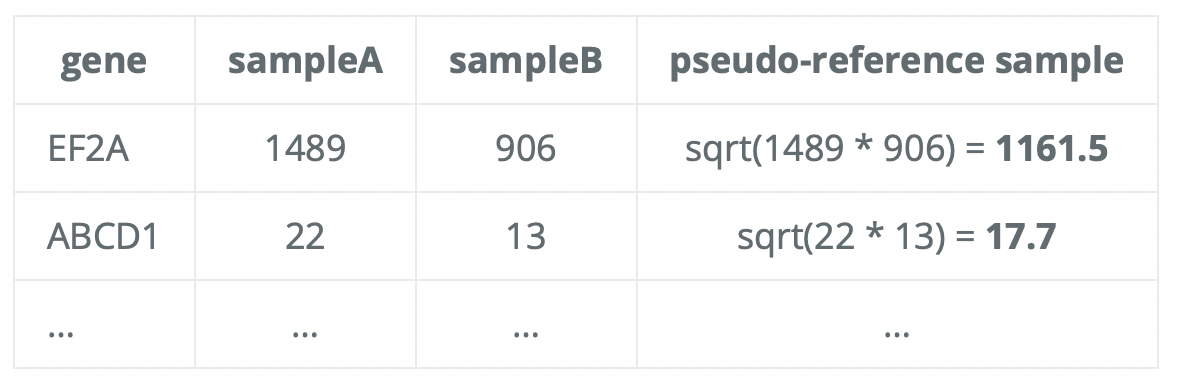 gene sampleA sampleB pseudo-reference sample
EF2A 1489 906 sqrt(1489 * 906) = 1161.5
ABCD1 22 13 sqrt(22 * 13) = 17.7
... ... ... ...